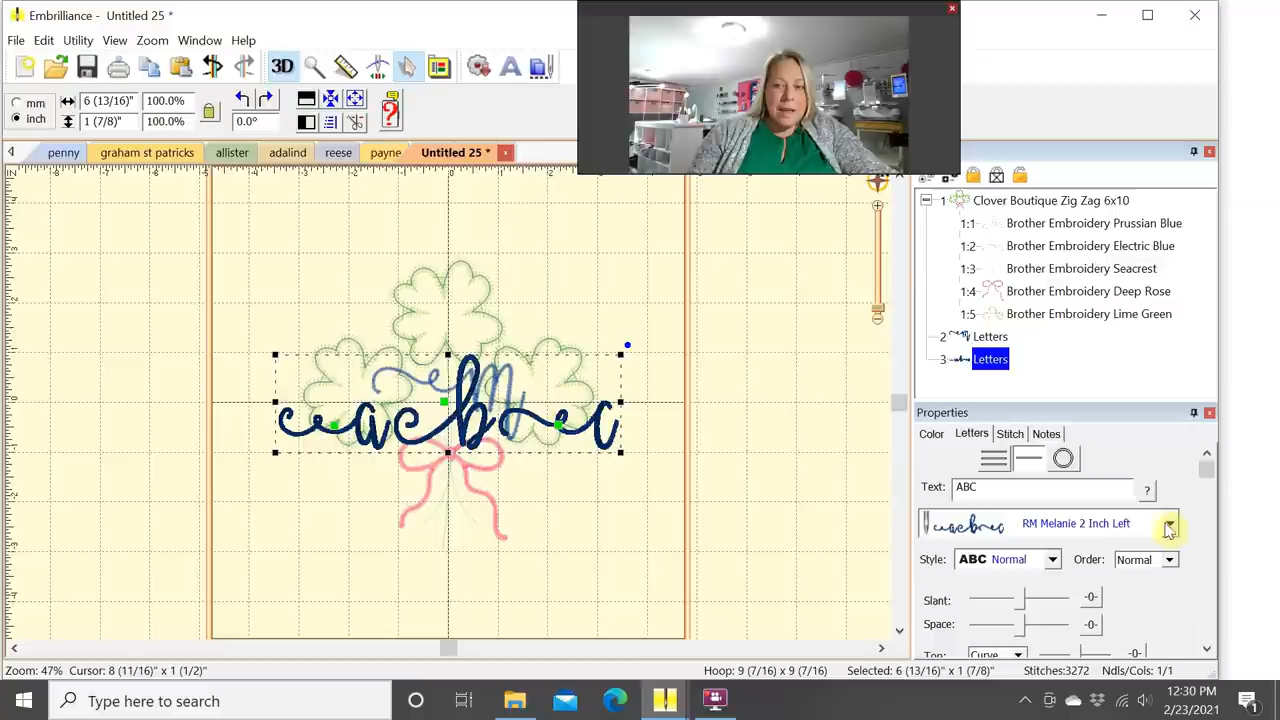 Embrilliance - Untitled 25 *
File Edit Utility View Zoom Window Help
3D
mm
inch
6 (13/16)" 100.0%
1 (7/8)" 100.0%
0.0°
penny graham st patricks allister adalind reese payne Untitled 25 *
1 Clover Boutique Zig Zag 6x10
1:1 Brother Embroidery Prussian Blue
1:2 Brother Embroidery Electric Blue
1:3 Brother Embroidery Seacrest
1:4 Brother Embroidery Deep Rose
1:5 Brother Embroidery Lime Green
2 Letters
3 Letters
Properties
Color Letters Stitch Notes
Text: ABC ?
RM Melanie 2 Inch Left
Style: ABC Normal Order: Normal
Slant: -0-
Space: -0-
Top: Curve -0-
Zoom: 47% Cursor: 8 (11/16)" x 1 (1/2)" Hoop: 9 (7/16) x 9 (7/16) Selected: 6 (13/16)" x 1 (7/8)" Stitches:3272 Ndls/Cols: 1/1
Type here to search
12:30 PM
2/23/2021